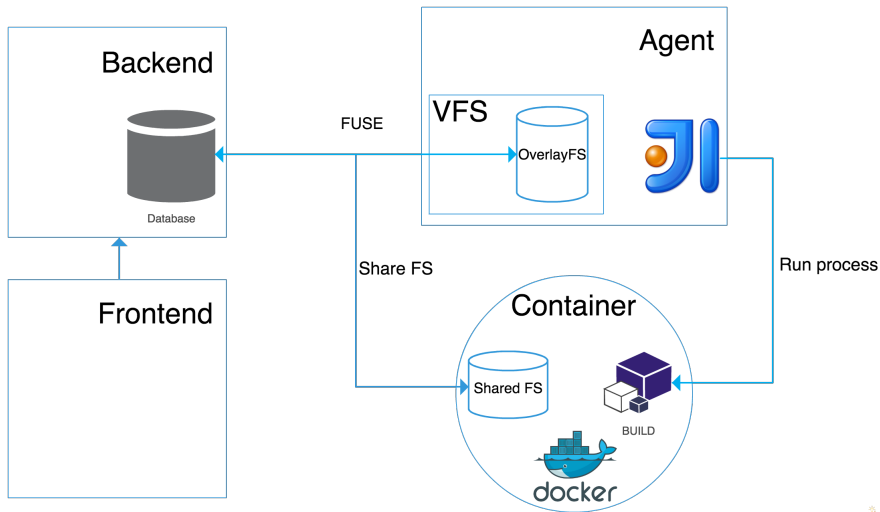 Backend
Agent
VFS
FUSE
OverlayFS
Database
Share FS
Run process
Frontend
Container
Shared FS
BUILD
docker